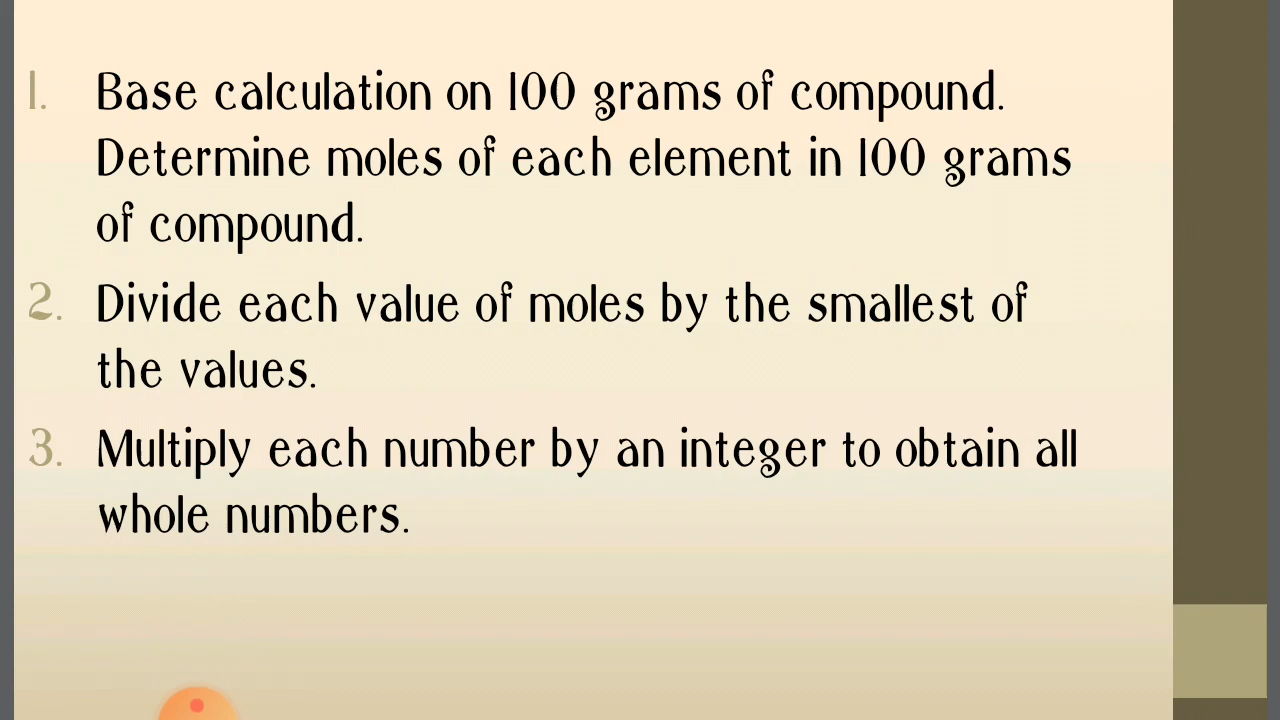 1. Base calculation on 100 grams of compound.
Determine moles of each element in 100 grams
of compound.
2. Divide each value of moles by the smallest of
the values.
3. Multiply each number by an integer to obtain all
whole numbers.